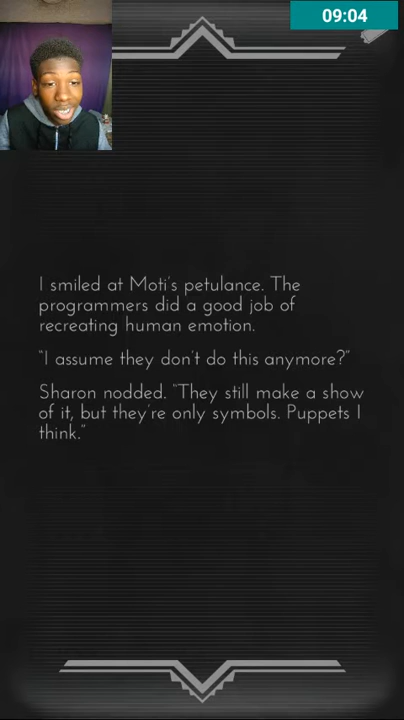 09:04
I smiled at Moti's petulance. The
programmers did a good job of
recreating human emotion.
"I assume they don't do this anymore?"
Sharon nodded. "They still make a show
of it, but they're only symbols. Puppets I
think."